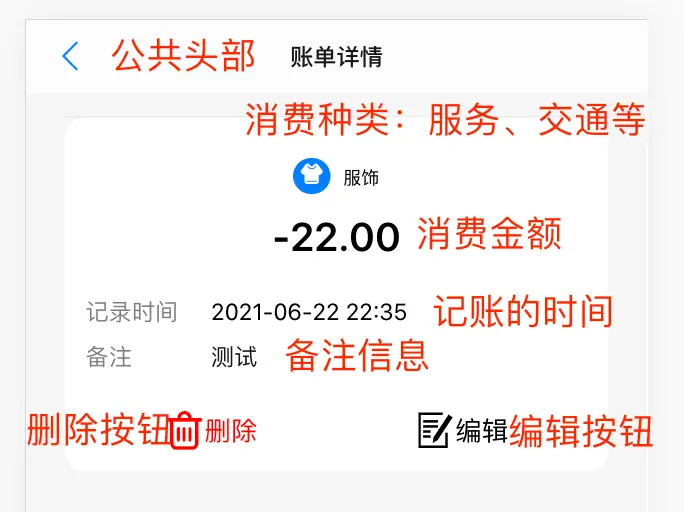 公共头部 账单详情
消费种类：服务、交通等
服饰
-22.00 消费金额
记录时间 2021-06-22 22:35 记账的时间
备注 测试 备注信息
删除按钮 删除 编辑 编辑按钮